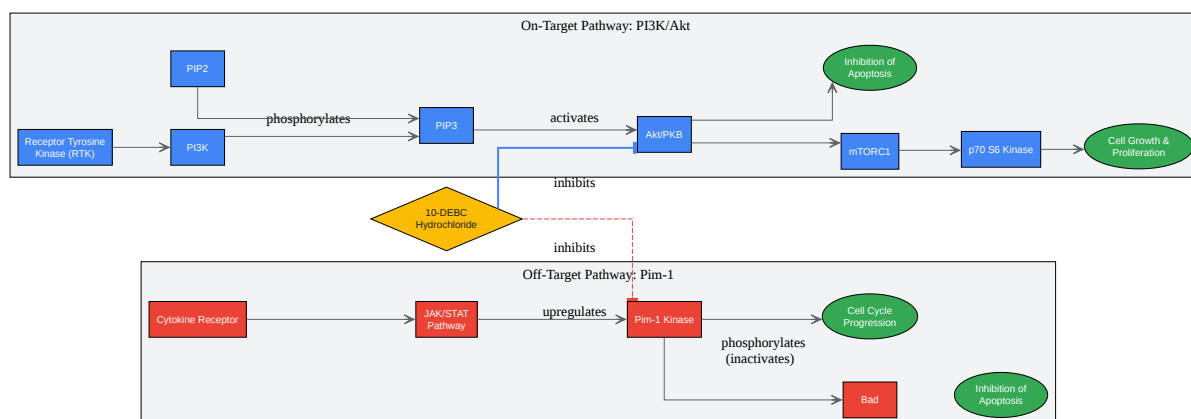 On-Target Pathway: PI3K/Akt
PIP2
Inhibition of
Apoptosis
phosphorylates
PIP3
activates
Akt/PKB
Receptor Tyrosine
Kinase (RTK)
PI3K
mTORC1
p70 S6 Kinase
Cell Growth &
Proliferation
inhibits
10-DEBC
Hydrochloride
inhibits
Off-Target Pathway: Pim-1
Cytokine Receptor
JAK/STAT
Pathway
upregulates
Pim-1 Kinase
Cell Cycle
Progression
phosphorylates
(inactivates)
Bad
Inhibition of
Apoptosis